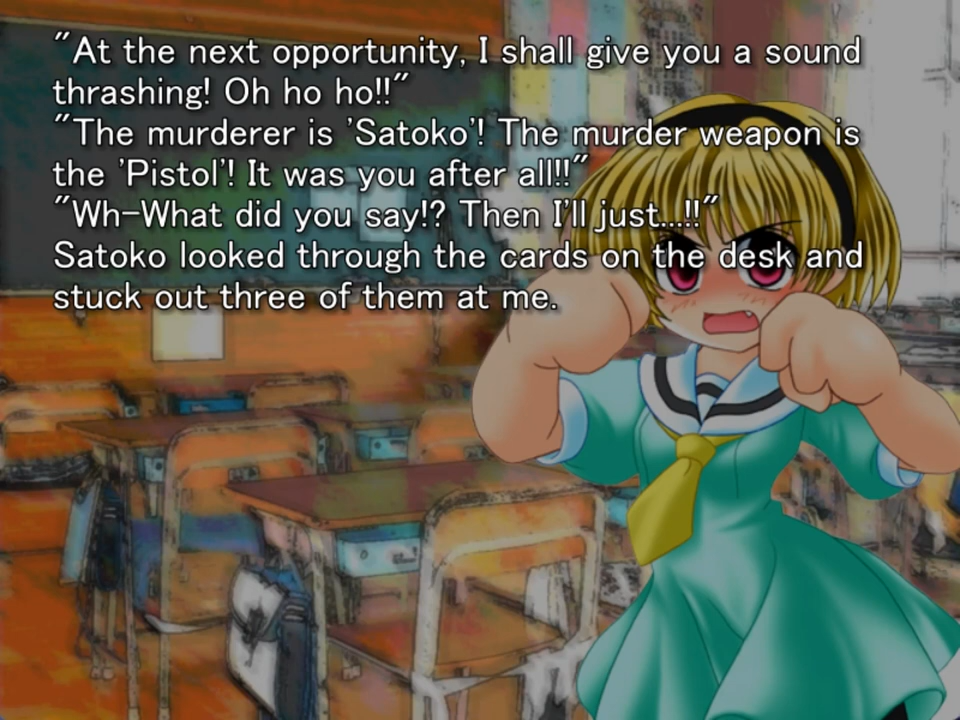 "At the next opportunity, I shall give you a sound
thrashing! Oh ho ho!!"
"The murderer is 'Satoko'! The murder weapon is
the 'Pistol'! It was you after all!!"
"Wh-What did you say!? Then I'll just...!!"
Satoko looked through the cards on the desk and
stuck out three of them at me.